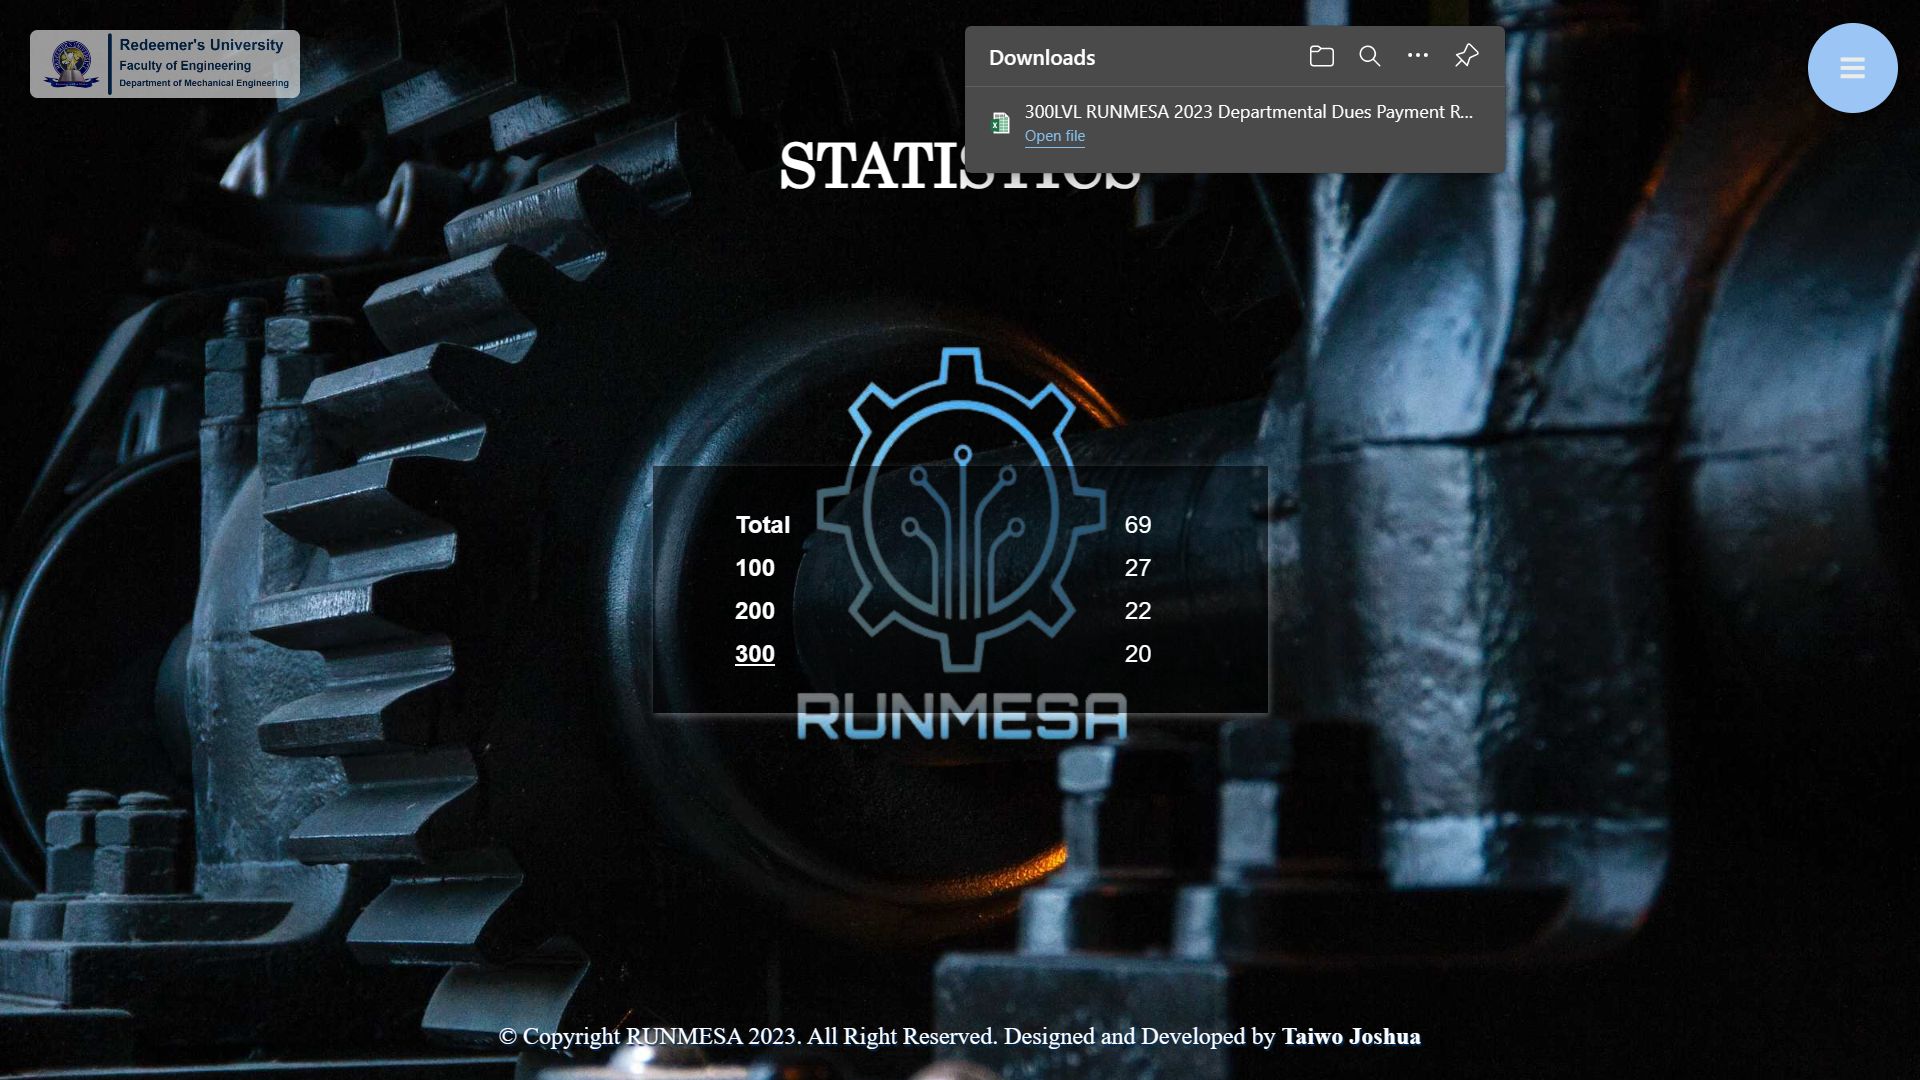 Redeemer's University
Faculty of Engineering
Department of Mechanical Engineering
Downloads
300LVL RUNMESA 2023 Departmental Dues Payment R...
Open file
STATISTICS
Total 69
100 27
200 22
300 20
RUNMESA
© Copyright RUNMESA 2023. All Right Reserved. Designed and Developed by Taiwo Joshua